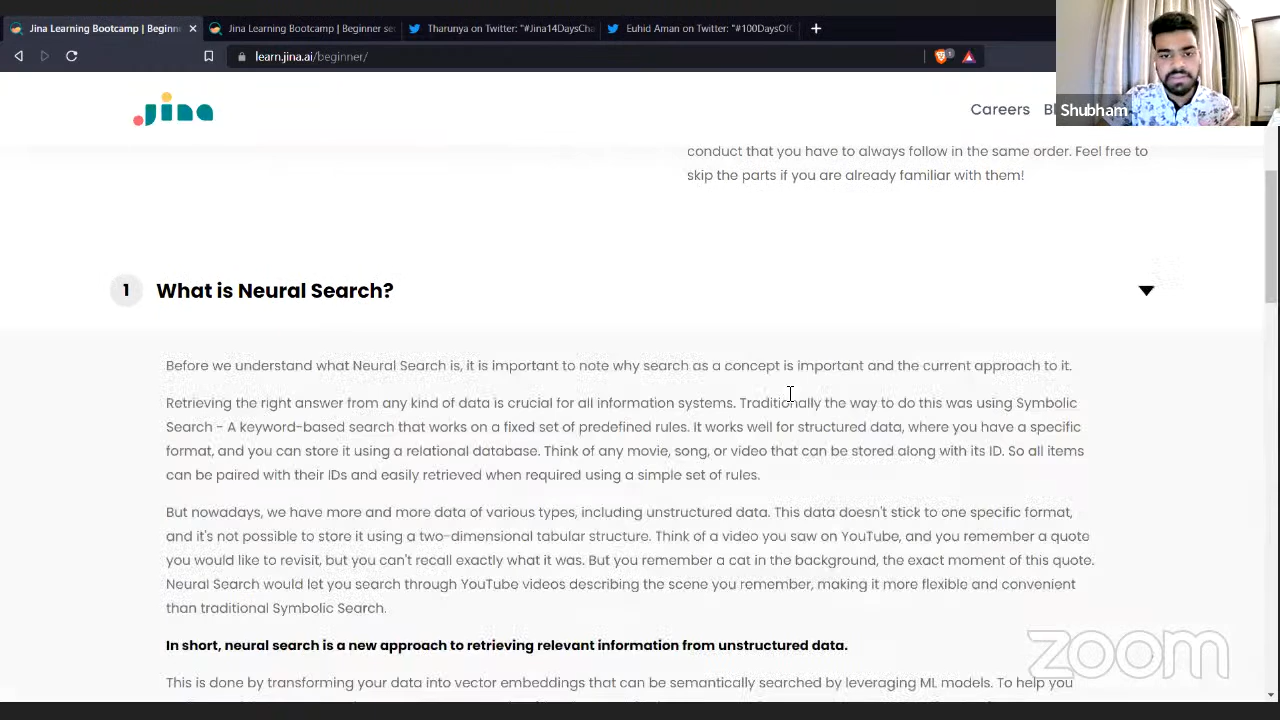 Jina Learning Bootcamp | Beginn
Jina Learning Bootcamp | Beginner se
Tharunya on Twitter: "#Jina14DaysCha
Euhid Aman on Twitter: "#100DaysOfC
learn.jina.ai/beginner/
Jina
Careers
Bl
Shubham
conduct that you have to always follow in the same order. Feel free to
skip the parts if you are already familiar with them!
1 What is Neural Search?
Before we understand what Neural Search is, it is important to note why search as a concept is important and the current approach to it.
Retrieving the right answer from any kind of data is crucial for all information systems. Traditionally the way to do this was using Symbolic
Search - A keyword-based search that works on a fixed set of predefined rules. It works well for structured data, where you have a specific
format, and you can store it using a relational database. Think of any movie, song, or video that can be stored along with its ID. So all items
can be paired with their IDs and easily retrieved when required using a simple set of rules.
But nowadays, we have more and more data of various types, including unstructured data. This data doesn't stick to one specific format,
and it's not possible to store it using a two-dimensional tabular structure. Think of a video you saw on YouTube, and you remember a quote
you would like to revisit, but you can't recall exactly what it was. But you remember a cat in the background, the exact moment of this quote.
Neural Search would let you search through YouTube videos describing the scene you remember, making it more flexible and convenient
than traditional Symbolic Search.
In short, neural search is a new approach to retrieving relevant information from unstructured data.
This is done by transforming your data into vector embeddings that can be semantically searched by leveraging ML models. To help you
zoom